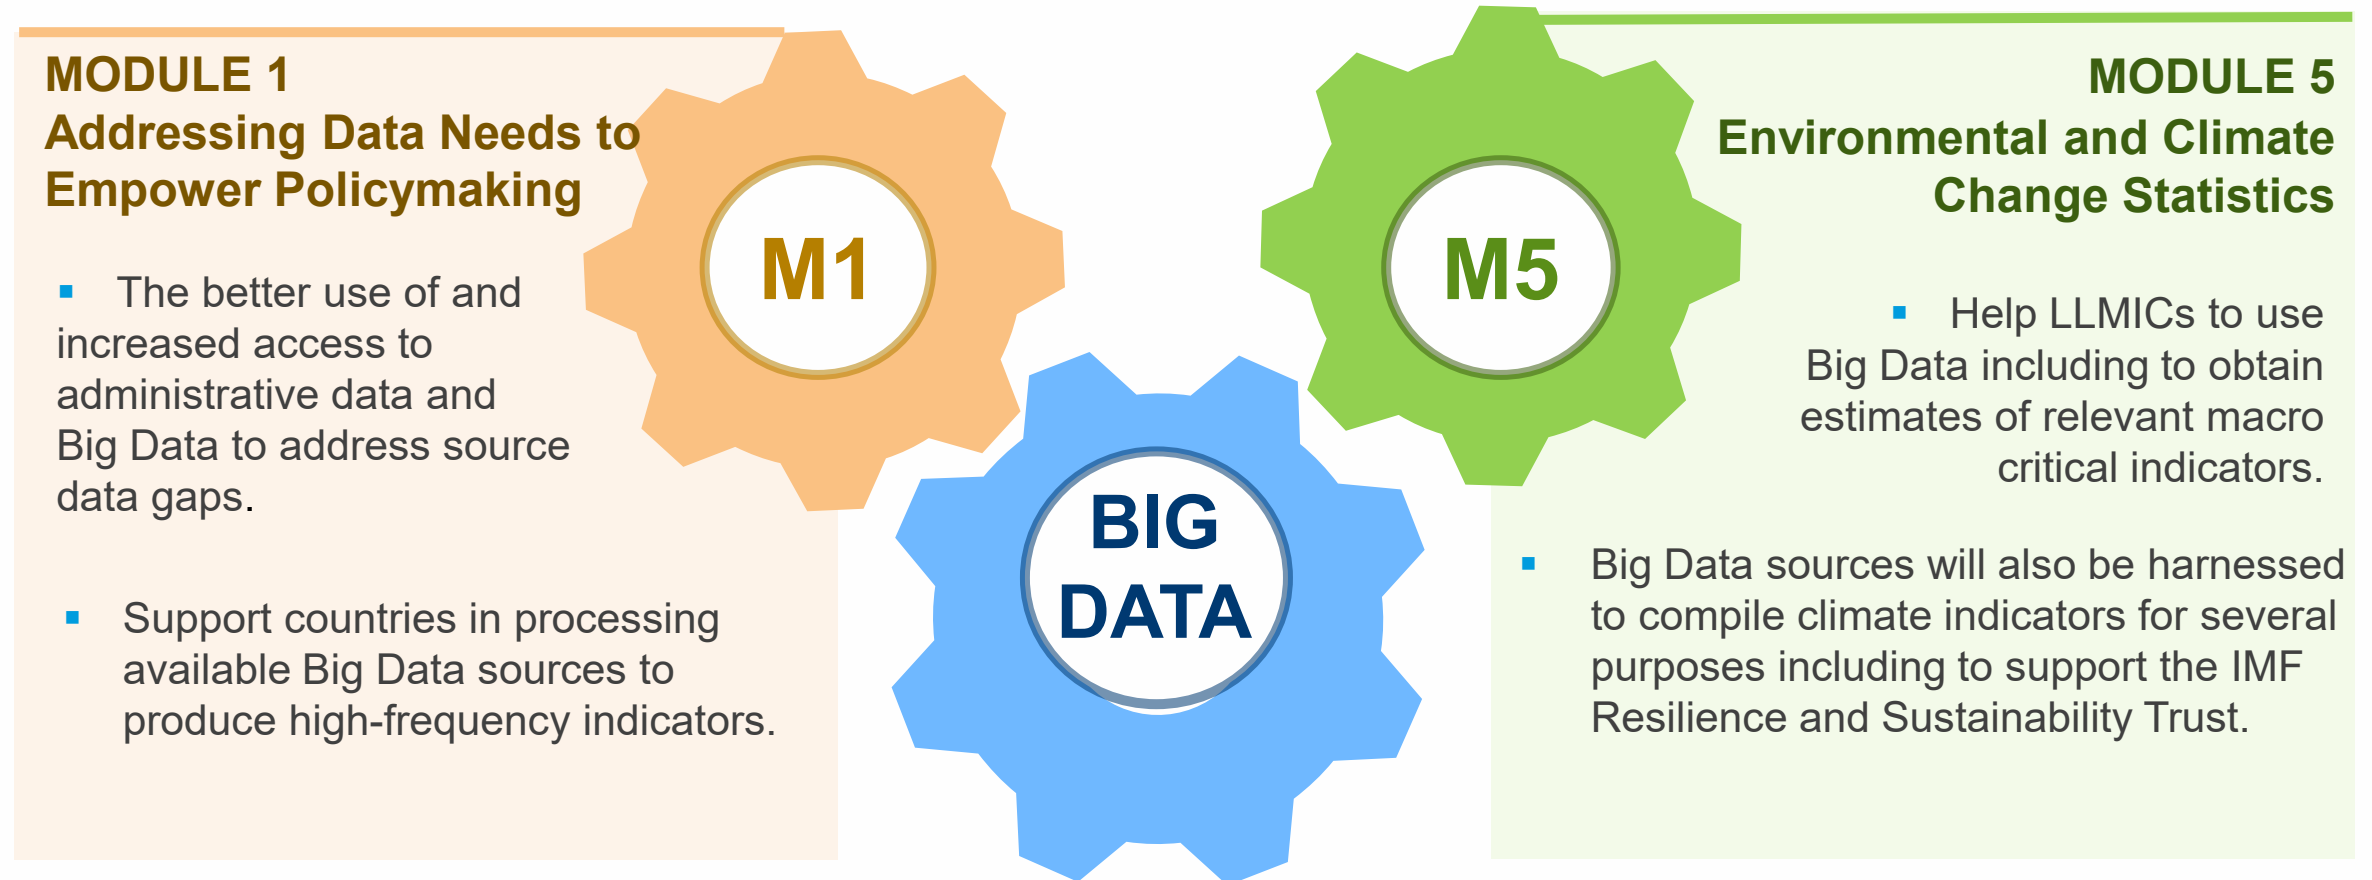 MODULE 1
Addressing Data Needs to
Empower Policymaking
▪ The better use of and
increased access to
administrative data and
Big Data to address source
data gaps.
▪ Support countries in processing
available Big Data sources to
produce high-frequency indicators.
M1
BIG
DATA
M5
MODULE 5
Environmental and Climate
Change Statistics
▪ Help LLMICs to use
Big Data including to obtain
estimates of relevant macro
critical indicators.
▪ Big Data sources will also be harnessed
to compile climate indicators for several
purposes including to support the IMF
Resilience and Sustainability Trust.